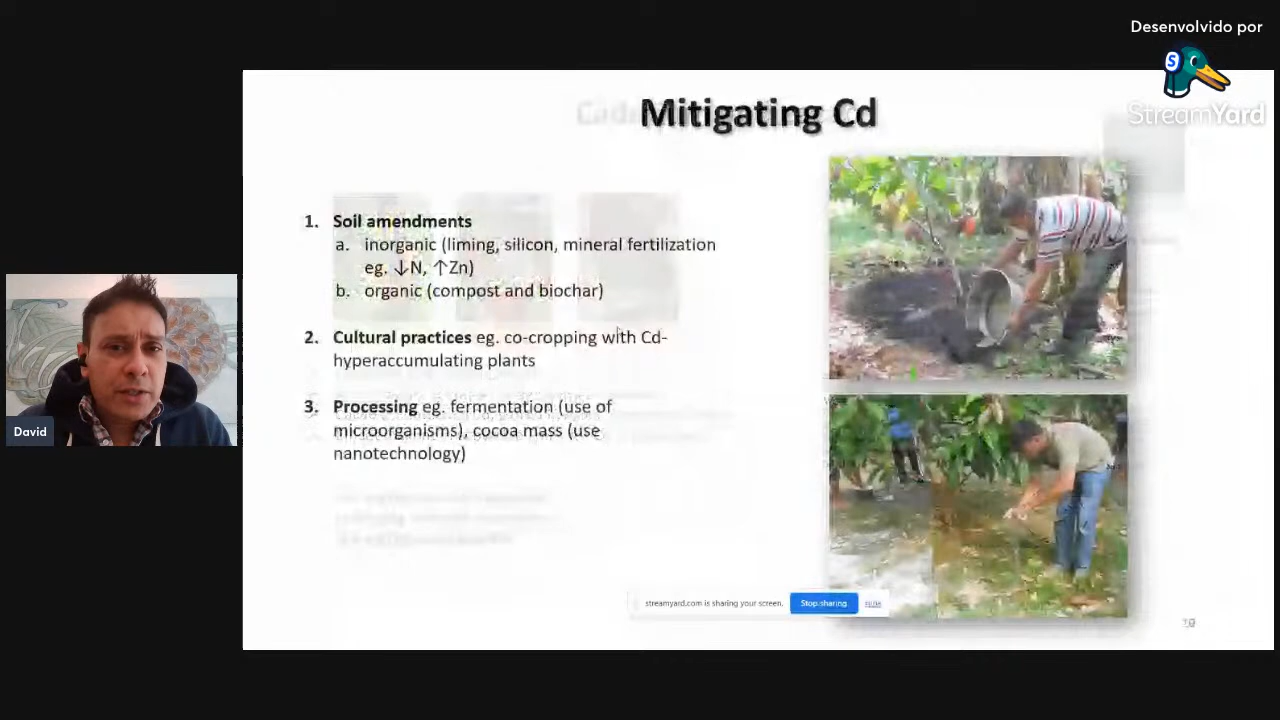 Desenvolvido por
StreamYard
Mitigating Cd
1. Soil amendments
a. inorganic (liming, silicon, mineral fertilization
eg. ↓N, ↑Zn)
b. organic (compost and biochar)
2. Cultural practices eg. co-cropping with Cd-
hyperaccumulating plants
3. Processing eg. fermentation (use of
microorganisms), cocoa mass (use
nanotechnology)
David
streamyard.com is sharing your screen.
Stop sharing
Hide